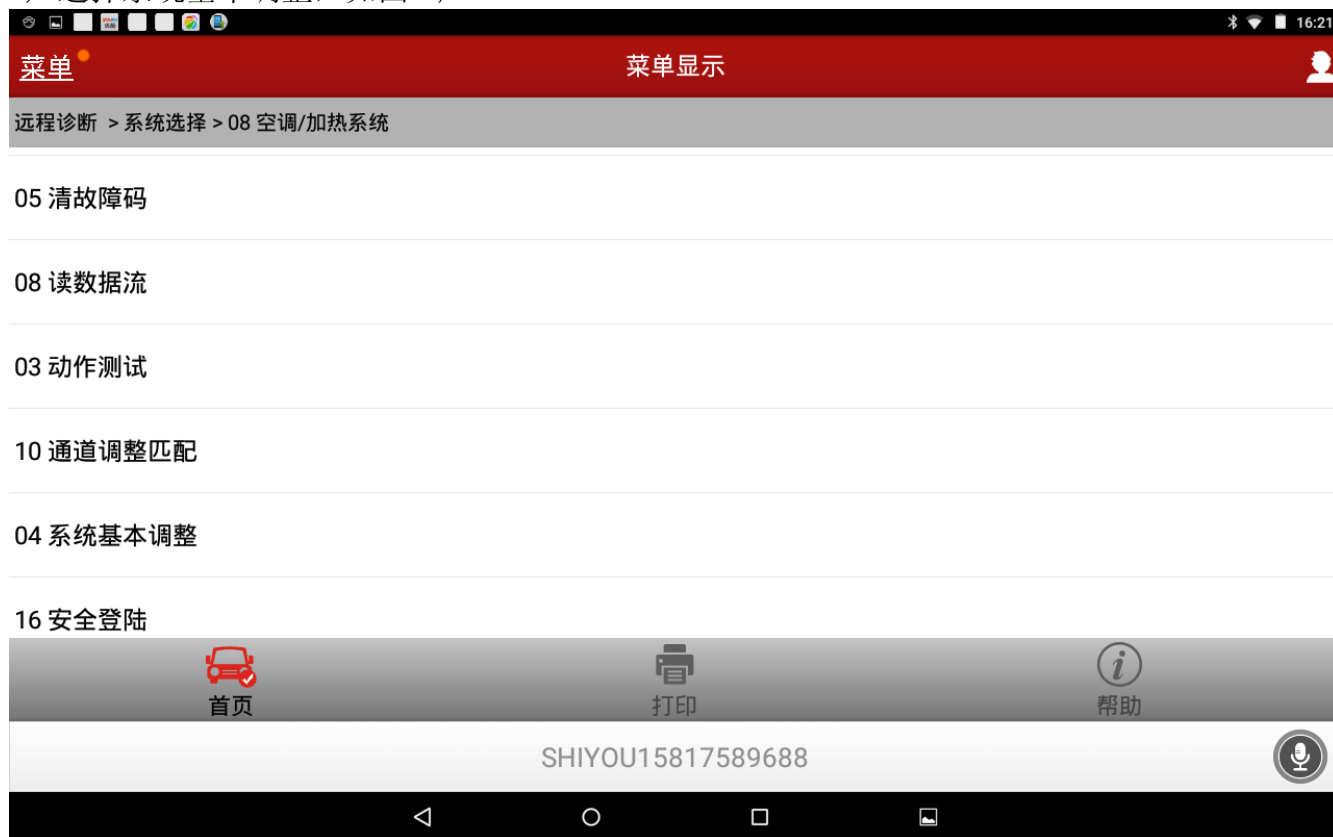 16:21
菜单
菜单显示
远程诊断 > 系统选择 > 08 空调/加热系统
05 清故障码
08 读数据流
03 动作测试
10 通道调整匹配
04 系统基本调整
16 安全登陆
首页
打印
帮助
SHIYOU15817589688